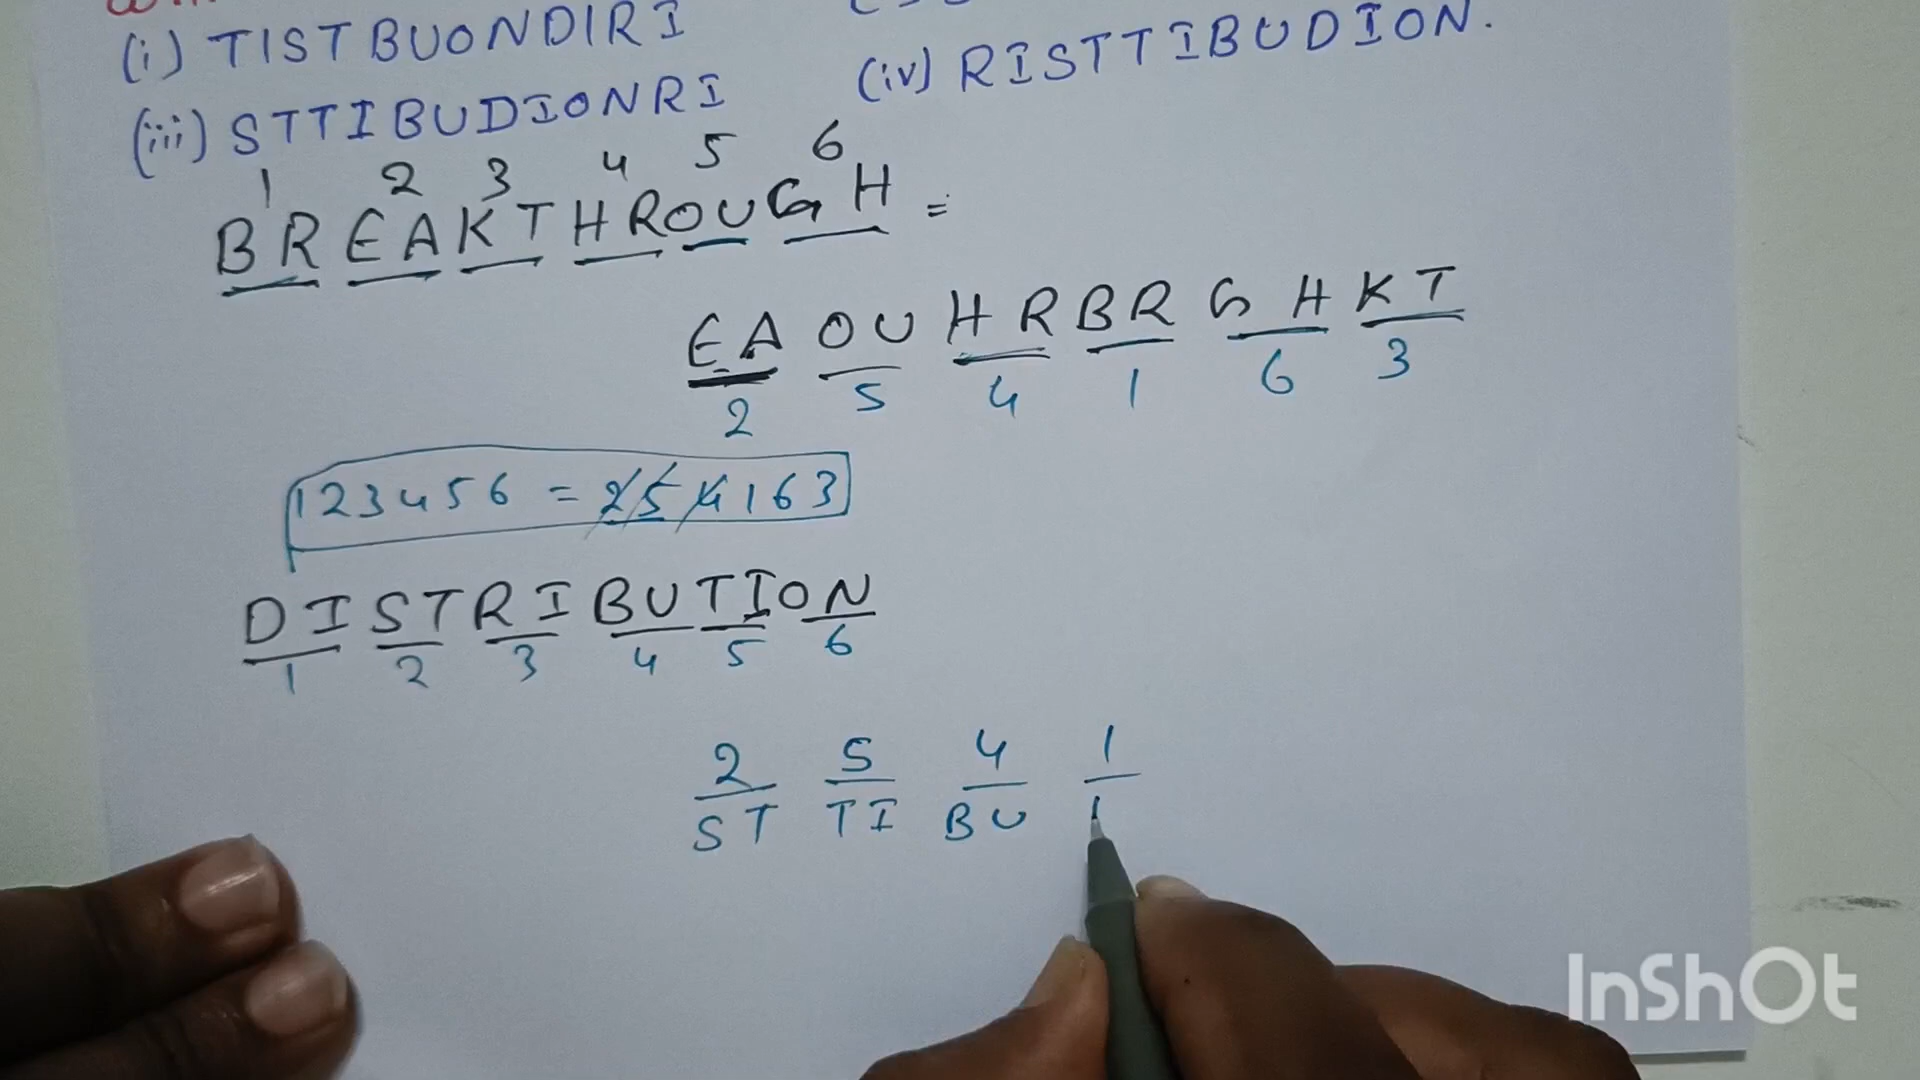 (i) TISTBUONDIRI
(iii) STTIBUDIONRI
(iv) RISTTIBUDION.
1 2 3 4 5 6
BREAKTHROUGH =
EA OU HR BR GH KT
2 5 4 1 6 3
123456 = 254163
DISTRIBUTION
1 2 3 4 5 6
2 5 4 1
ST TI BU
InShOt